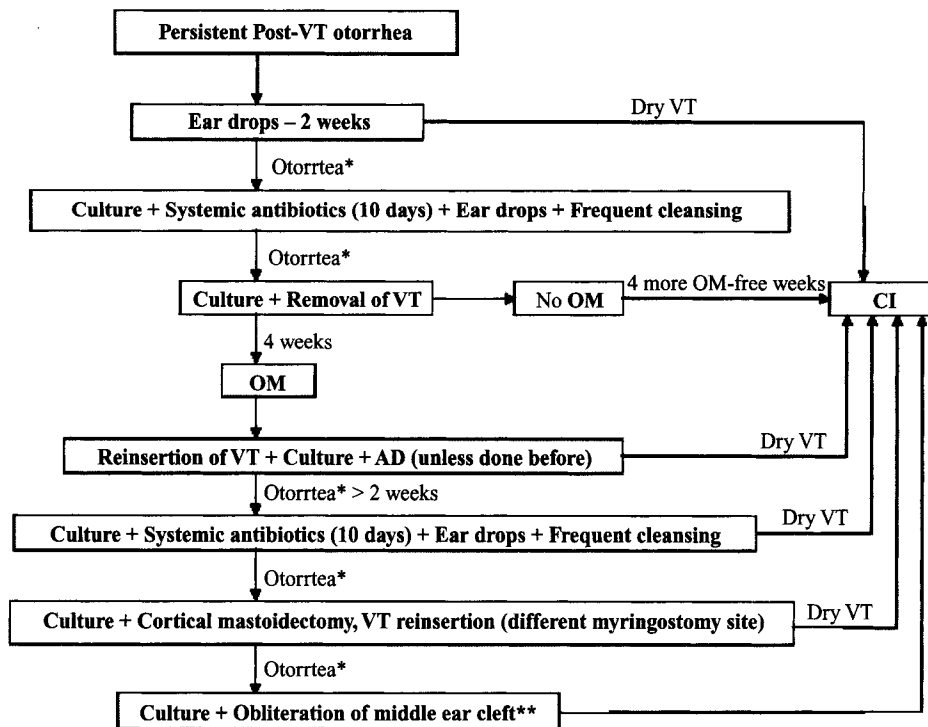 Persistent Post-VT otorrhea
Dry VT
Ear drops – 2 weeks
Otorrtea*
Culture + Systemic antibiotics (10 days) + Ear drops + Frequent cleansing
Otorrtea*
4 more OM-free weeks
Culture + Removal of VT
No OM
CI
4 weeks
OM
Dry VT
Reinsertion of VT + Culture + AD (unless done before)
Otorrtea* > 2 weeks
Dry VT
Culture + Systemic antibiotics (10 days) + Ear drops + Frequent cleansing
Otorrtea*
Dry VT
Culture + Cortical mastoidectomy, VT reinsertion (different myringostomy site)
Otorrtea*
Culture + Obliteration of middle ear cleft**